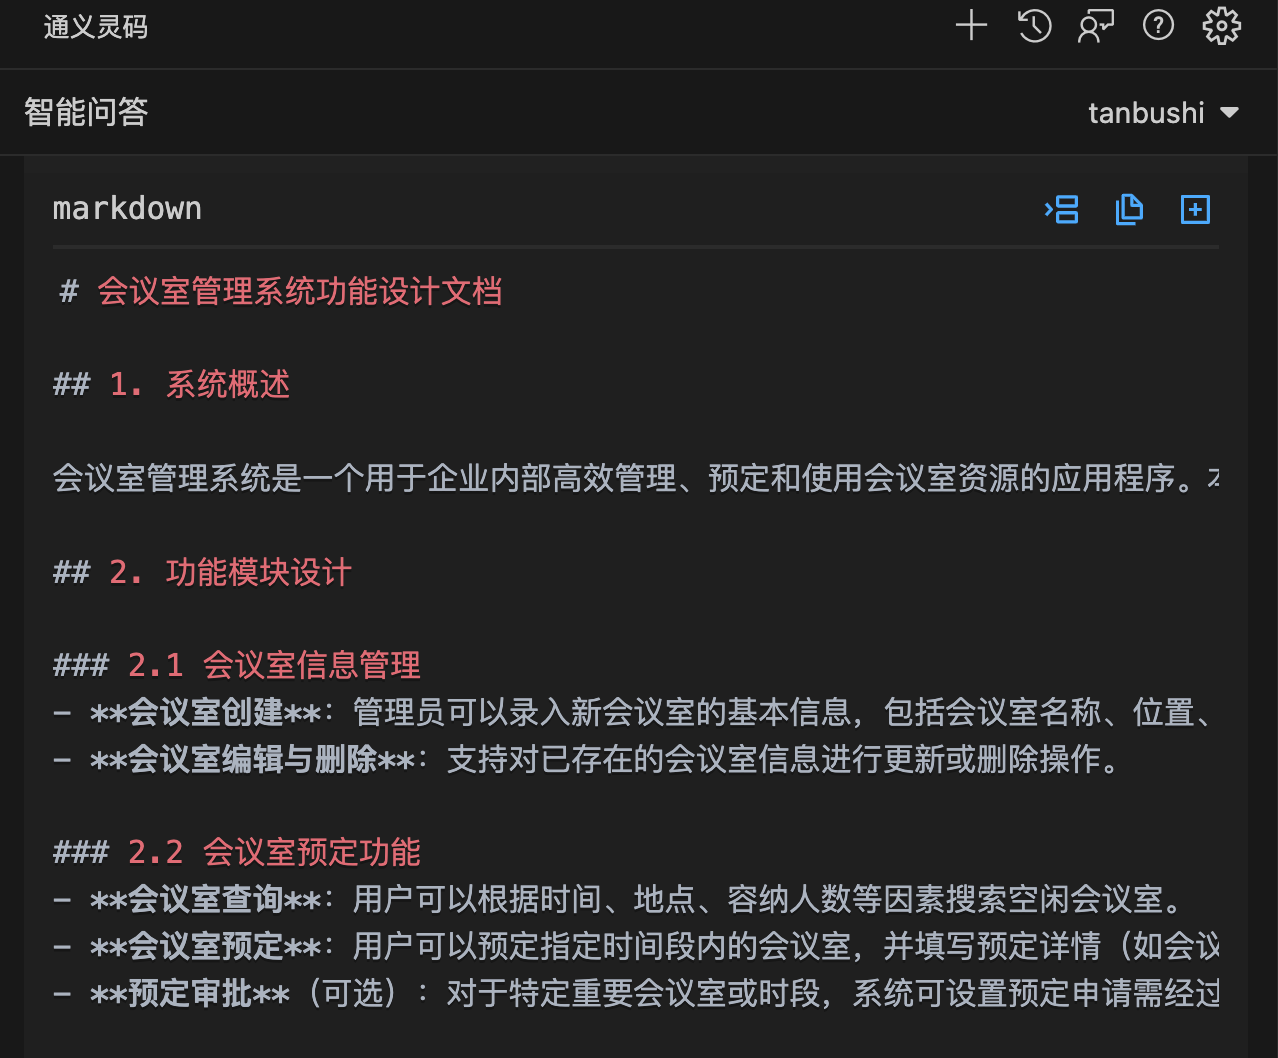 通义灵码
智能问答
tanbushi
markdown
# 会议室管理系统功能设计文档
## 1. 系统概述
会议室管理系统是一个用于企业内部高效管理、预定和使用会议室资源的应用程序。
## 2. 功能模块设计
### 2.1 会议室信息管理
- **会议室创建**：管理员可以录入新会议室的基本信息，包括会议室名称、位置、
- **会议室编辑与删除**：支持对已存在的会议室信息进行更新或删除操作。
### 2.2 会议室预定功能
- **会议室查询**：用户可以根据时间、地点、容纳人数等因素搜索空闲会议室。
- **会议室预定**：用户可以预定指定时间段内的会议室，并填写预定详情（如会议
- **预定审批**（可选）：对于特定重要会议室或时段，系统可设置预定申请需经过